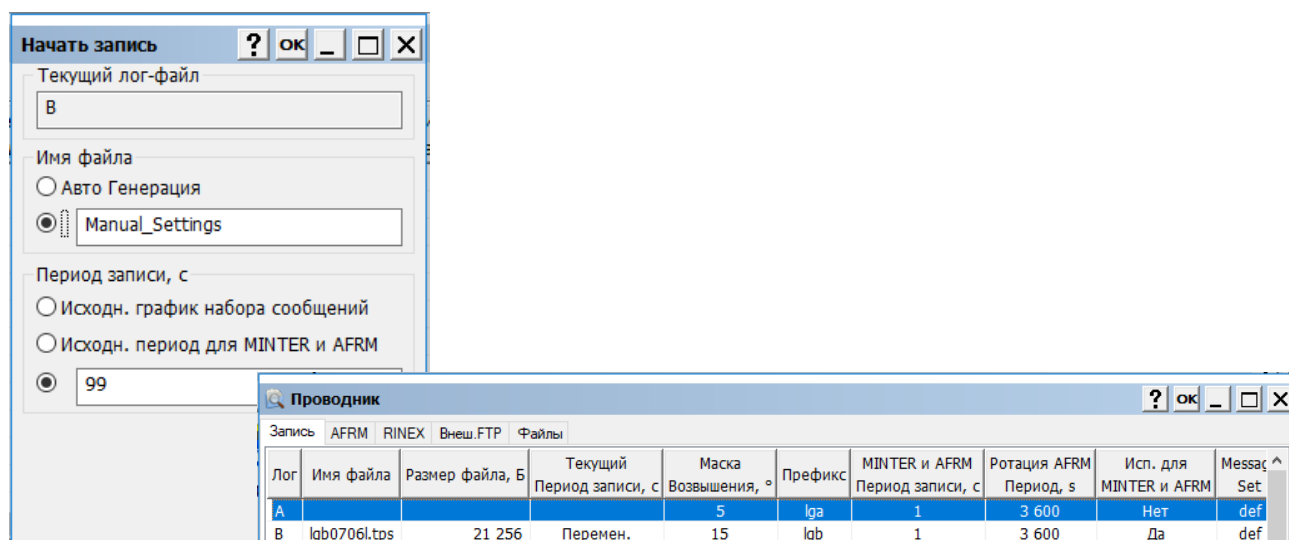 Начать запись ? ок
Текущий лог-файл
B
Имя файла
Авто Генерация
Manual_Settings
Период записи, с
Исходн. график набора сообщений
Исходн. период для MINTER и AFRM
99
Проводник ? ок
Запись AFRM RINEX Внеш.FTP Файлы
Лог Имя файла Размер файла, Б Текущий Период записи, с Маска Возвышения, ° Префикс MINTER и AFRM Период записи, с Ротация AFRM Период, s Исп. для MINTER и AFRM Set
A 5 lga 1 3 600 Нет def
B lgb0706l.tps 21 256 Перемен. 15 lgb 1 3 600 Да def